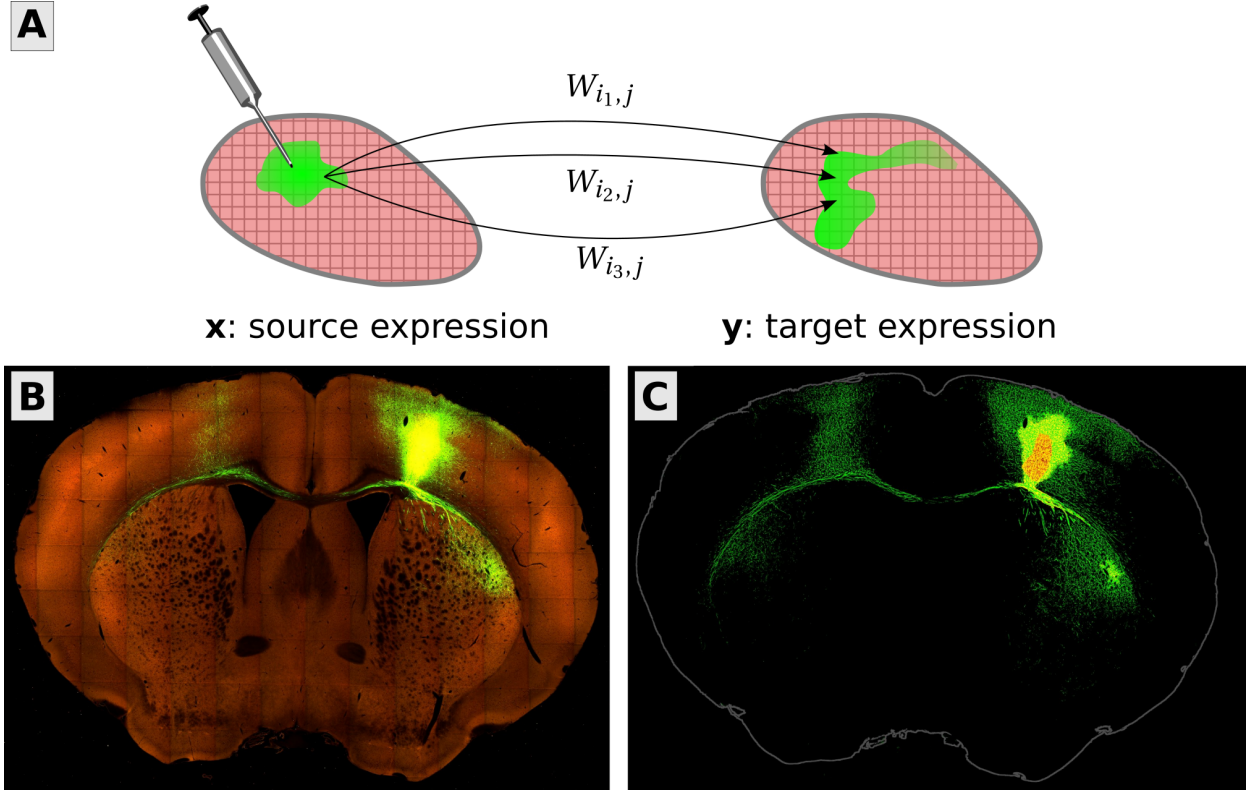 A
W_{i_1,j}
W_{i_2,j}
W_{i_3,j}
x: source expression
y: target expression
B
C